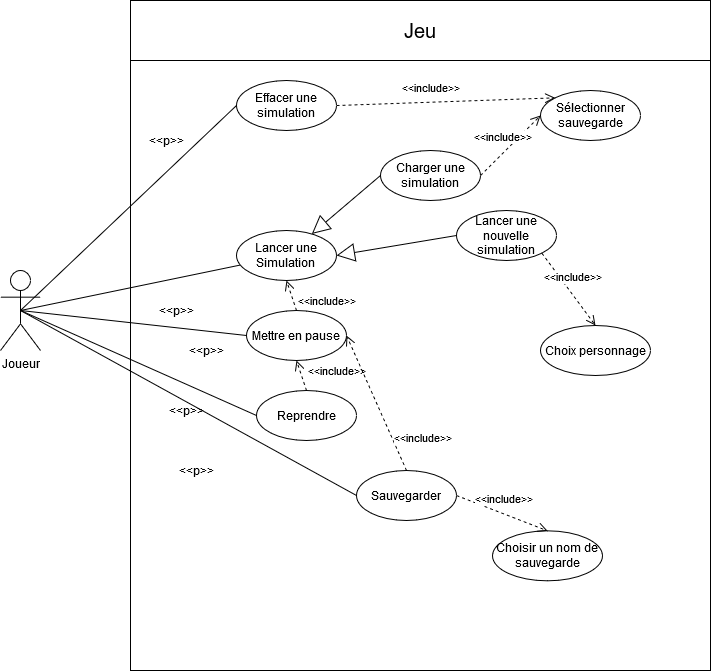 Jeu
Effacer une
simulation
<<include>>
Sélectionner
sauvegarde
<<p>>
<<include>>
Charger une
simulation
Lancer une
nouvelle
simulation
Lancer une
Simulation
<<include>>
<<include>>
<<p>>
Mettre en pause
Choix personnage
<<p>>
Joueur
<<include>>
<<p>>
Reprendre
<<include>>
<<p>>
Sauvegarder
<<include>>
Choisir un nom de
sauvegarde